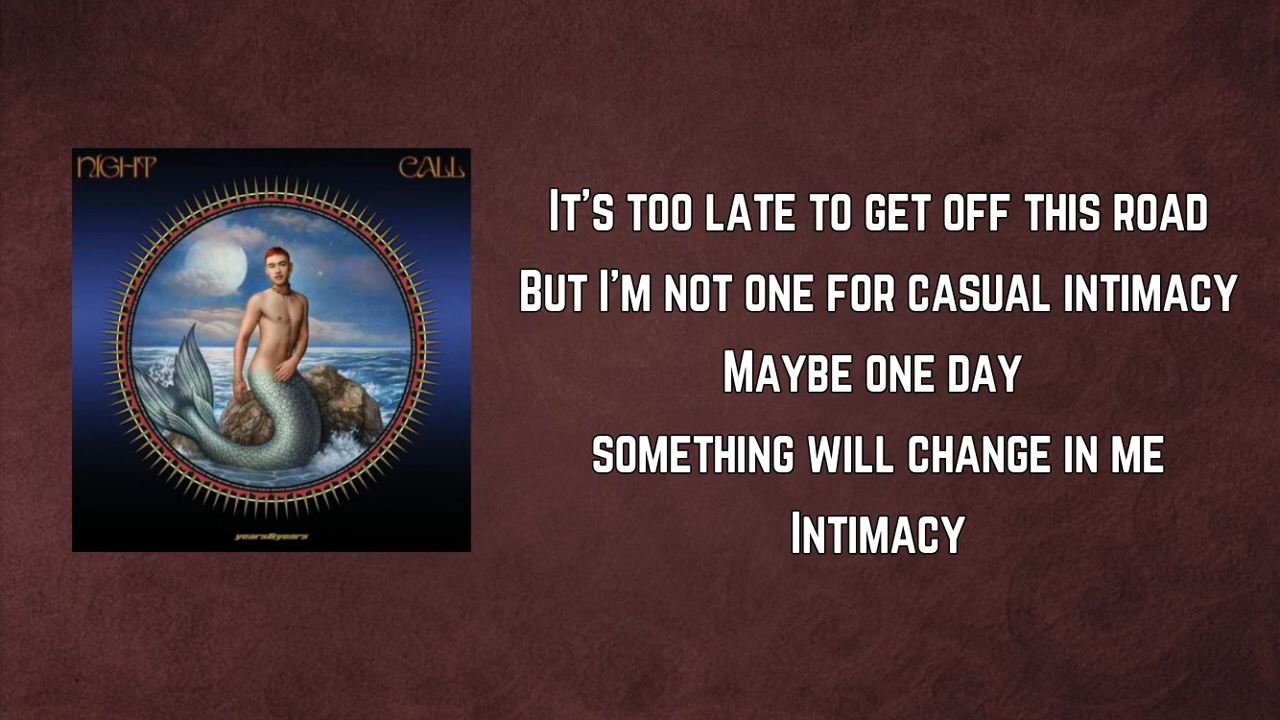 NIGHT CALL
years&years
It's too late to get off this road
But I'm not one for casual intimacy
Maybe one day
something will change in me
Intimacy